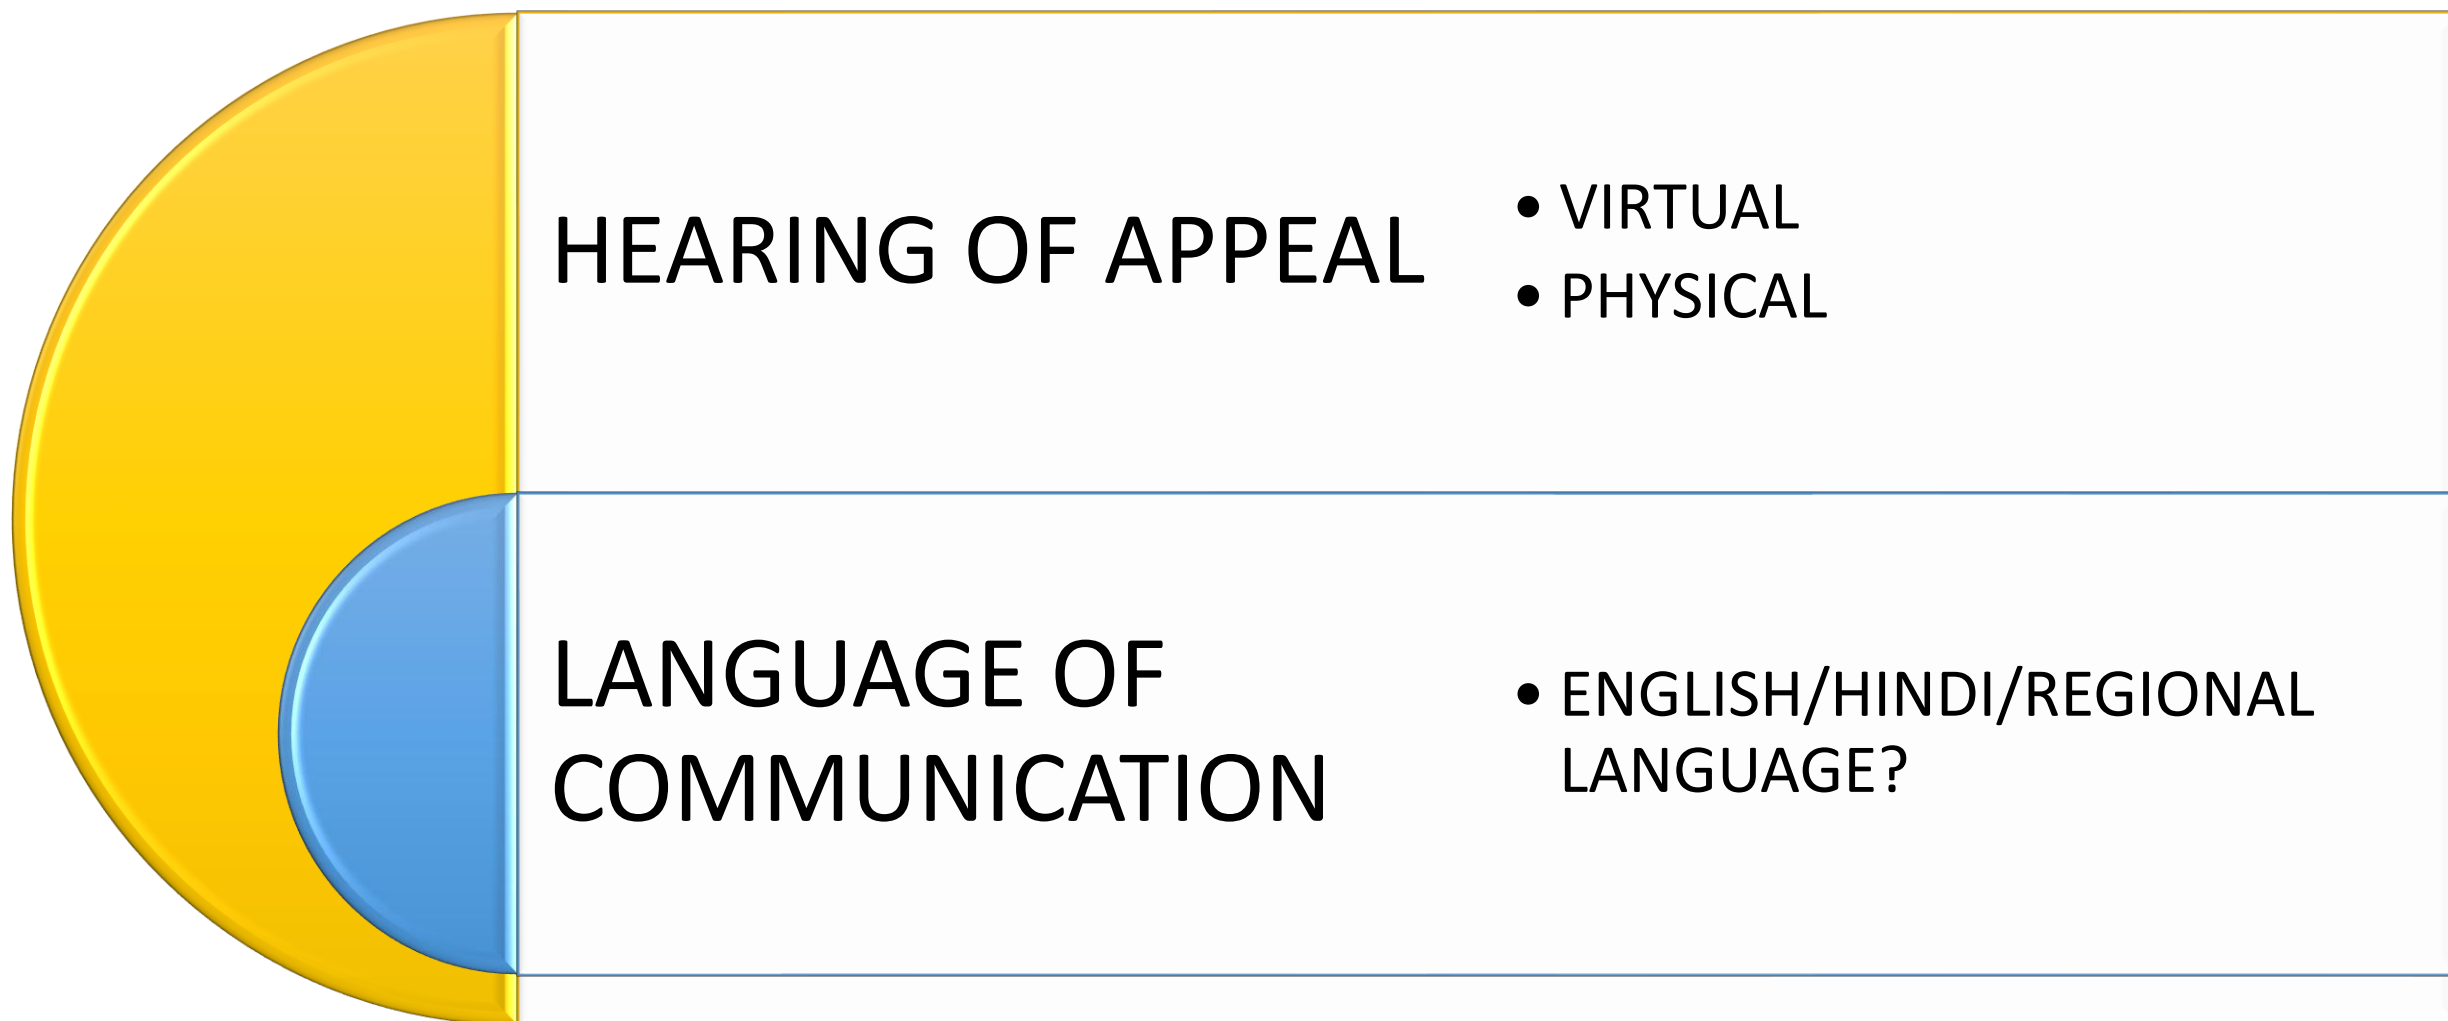 HEARING OF APPEAL
• VIRTUAL
• PHYSICAL
LANGUAGE OF
COMMUNICATION
• ENGLISH/HINDI/REGIONAL
LANGUAGE?